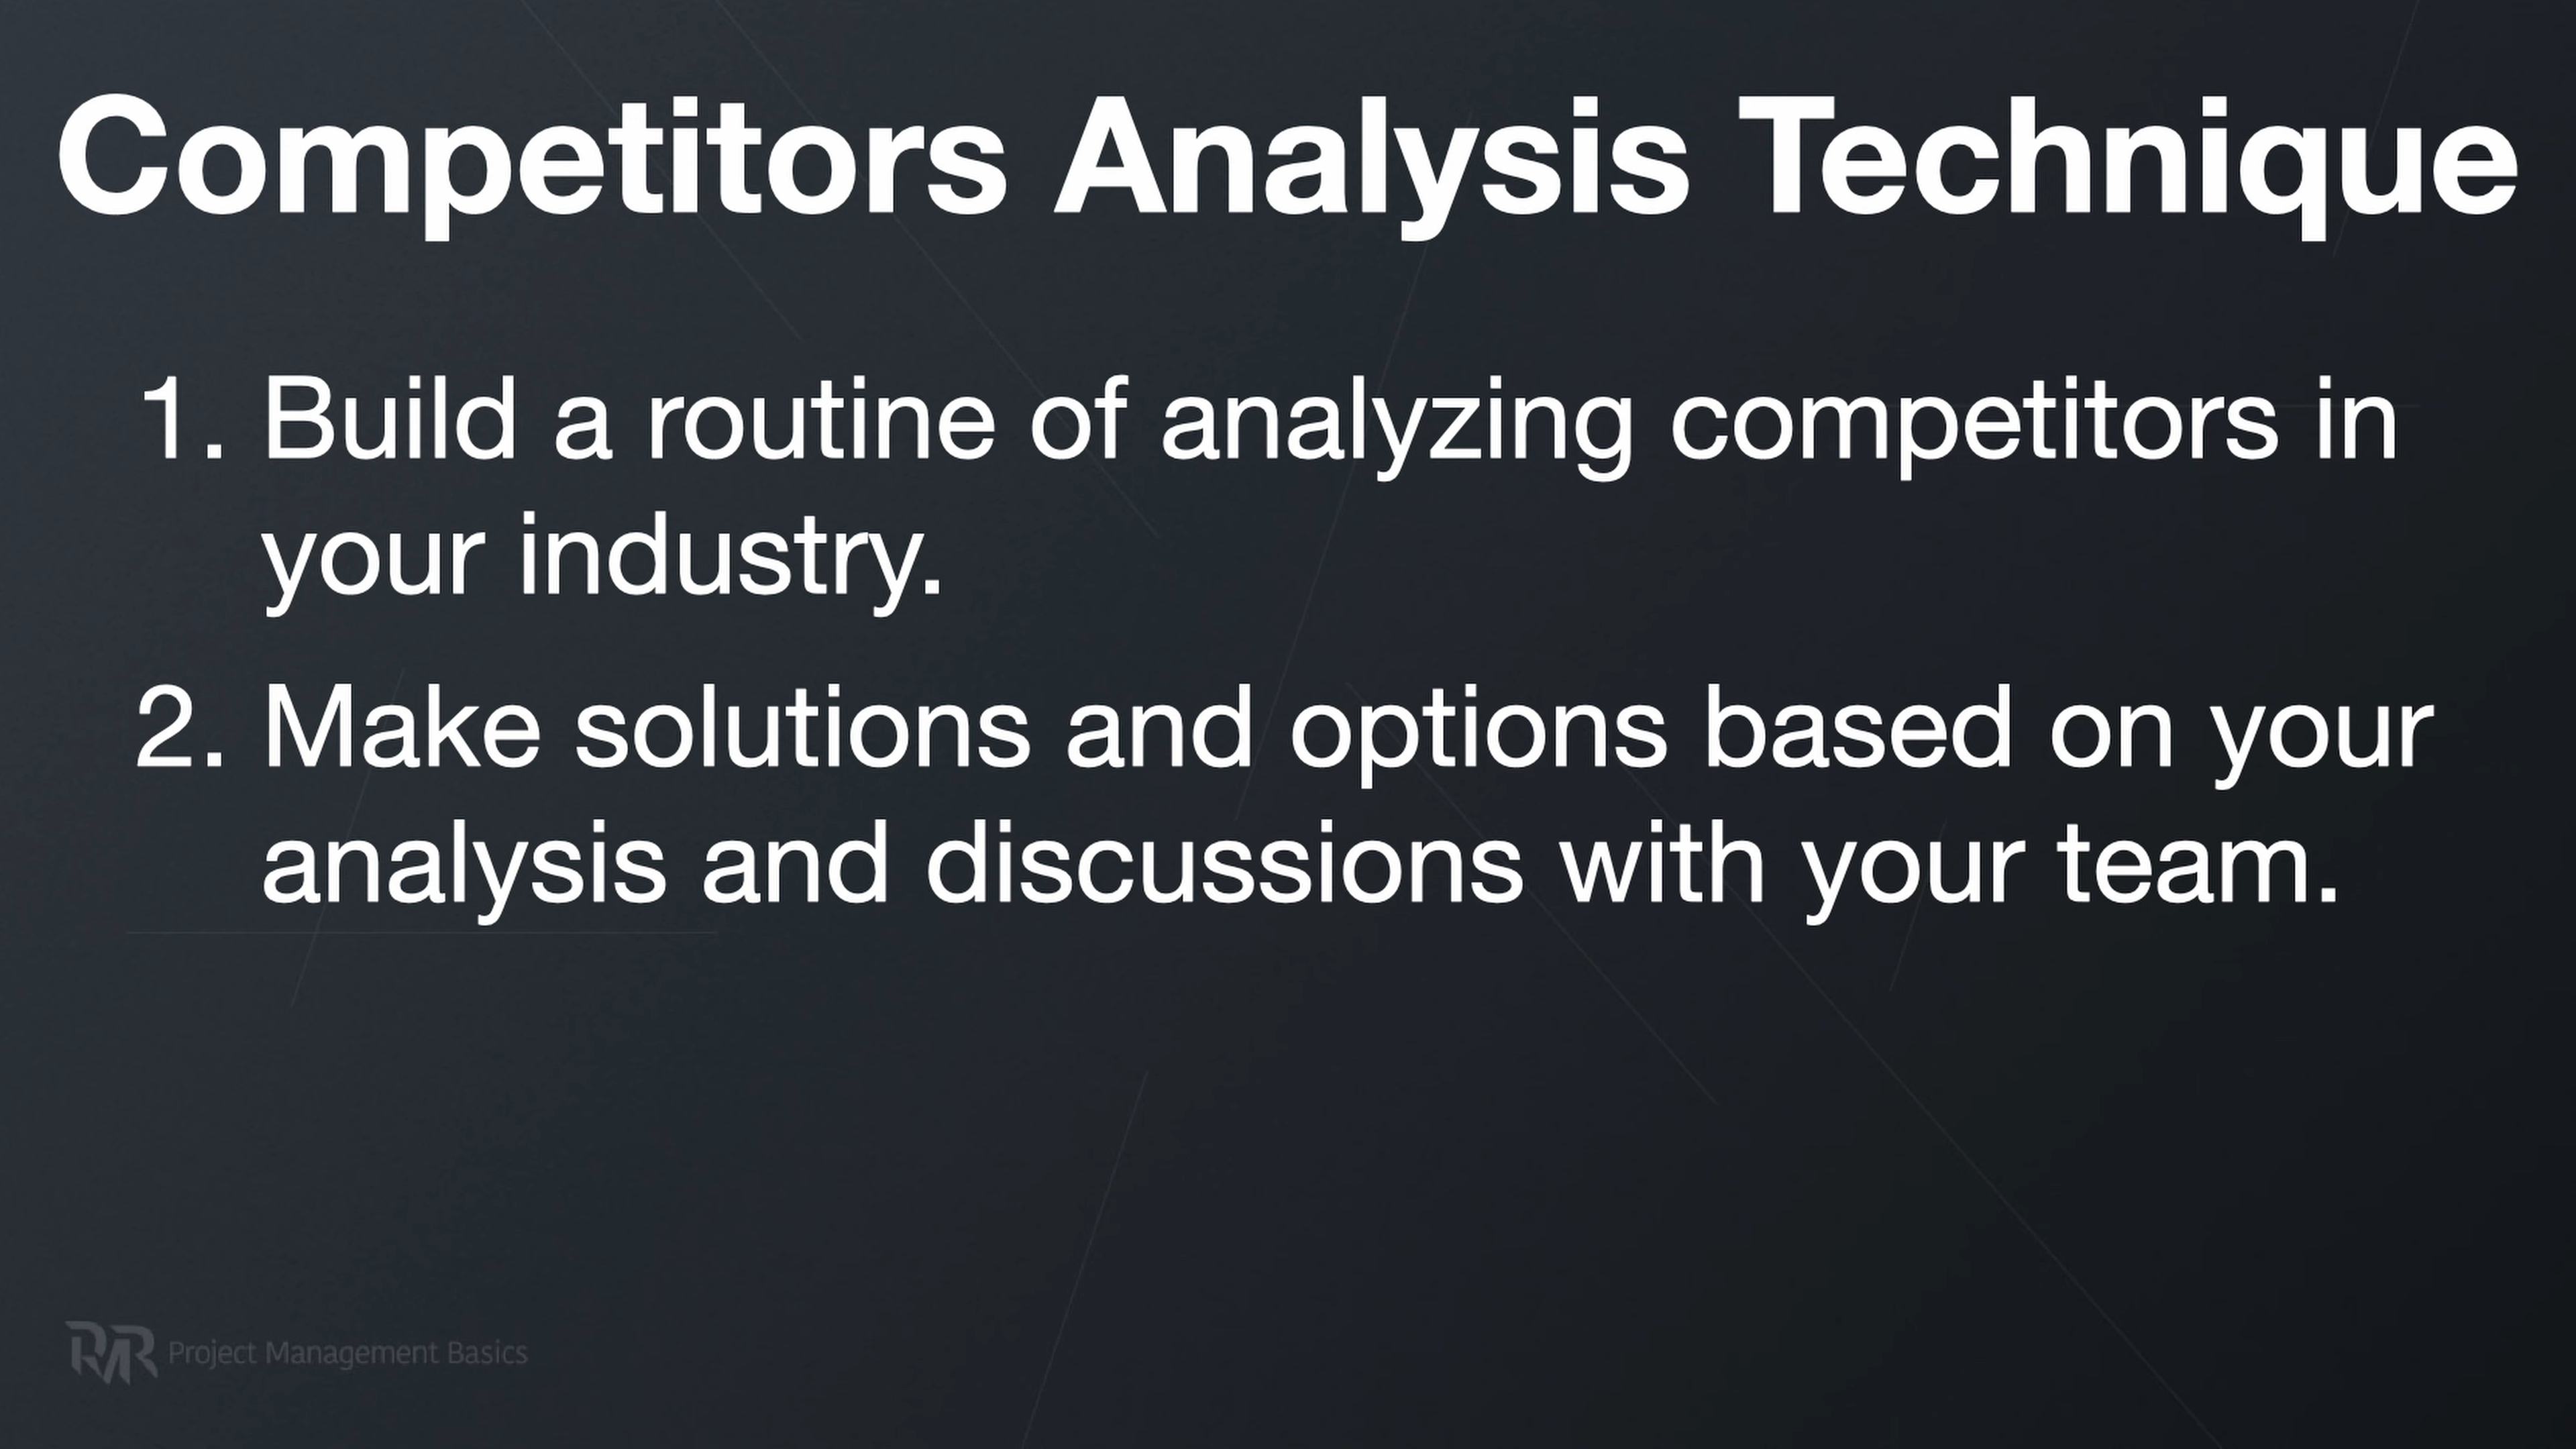 Competitors Analysis Technique
1. Build a routine of analyzing competitors in
your industry.
2. Make solutions and options based on your
analysis and discussions with your team.
Project Management Basics